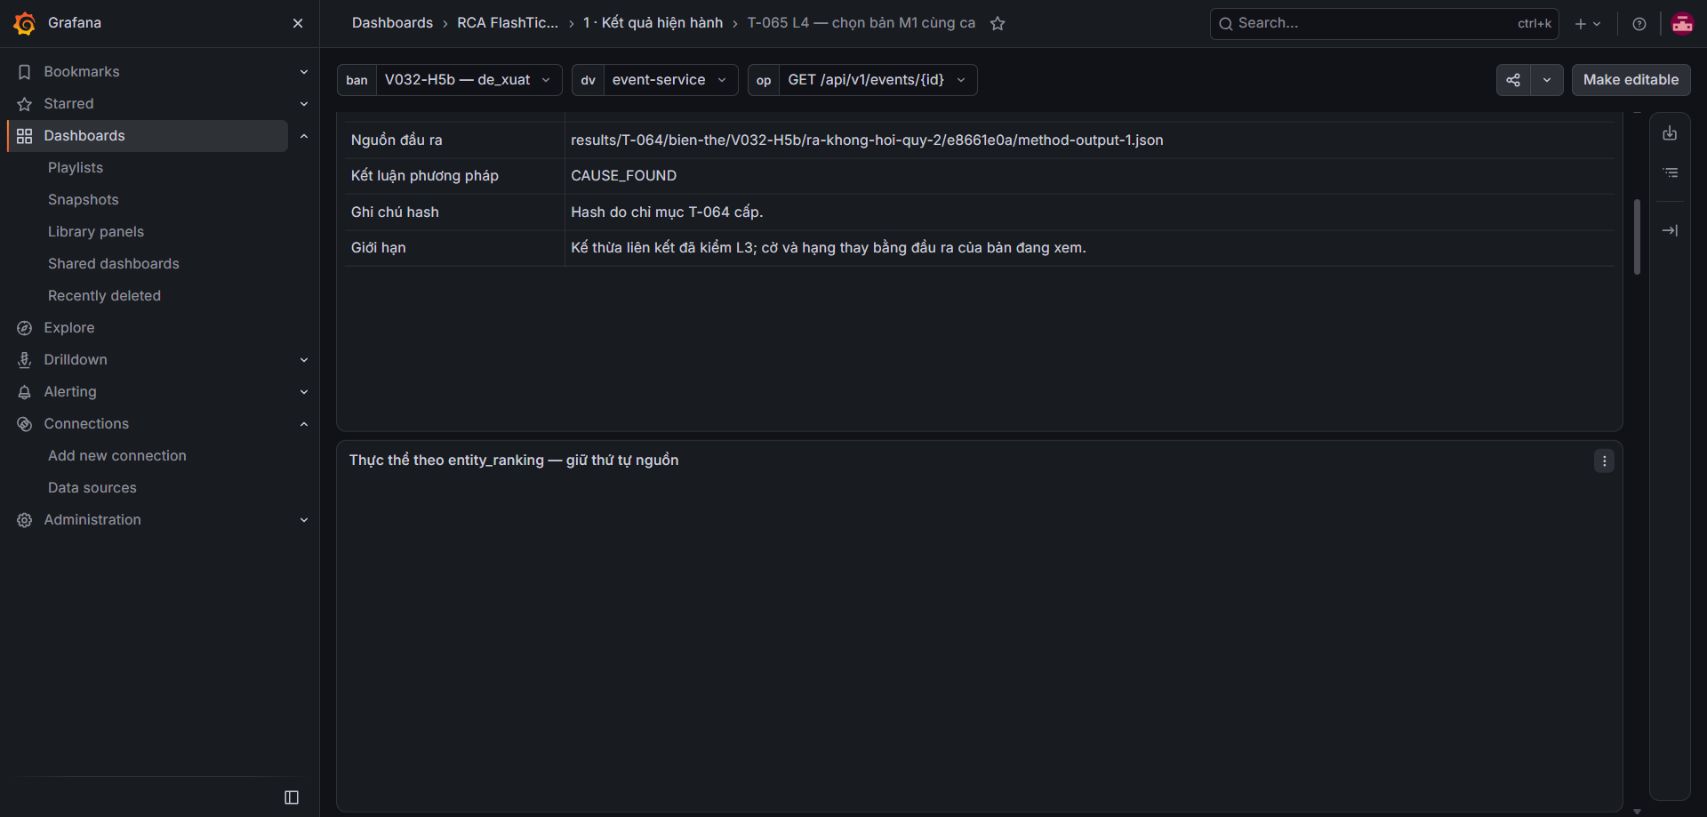 Grafana
Dashboards › RCA FlashTic... › 1 · Kết quả hiện hành › T-065 L4 — chọn bản M1 cùng ca
Search... ctrl+k
Bookmarks
Starred
Dashboards
Playlists
Snapshots
Library panels
Shared dashboards
Recently deleted
Explore
Drilldown
Alerting
Connections
Add new connection
Data sources
Administration
ban V032-H5b — de_xuat dv event-service op GET /api/v1/events/{id}
Make editable
Nguồn đầu ra results/T-064/bien-the/V032-H5b/ra-khong-hoi-quy-2/e8661e0a/method-output-1.json
Kết luận phương pháp CAUSE_FOUND
Ghi chú hash Hash do chỉ mục T-064 cấp.
Giới hạn Kế thừa liên kết đã kiểm L3; cờ và hạng thay bằng đầu ra của bản đang xem.
Thực thể theo entity_ranking — giữ thứ tự nguồn